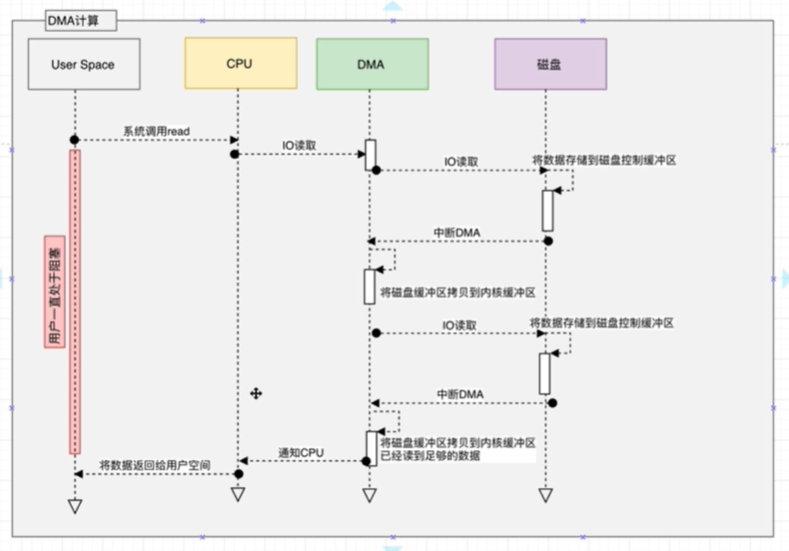 DMA计算
User Space
CPU
DMA
磁盘
系统调用read
IO读取
IO读取
将数据存储到磁盘控制缓冲区
中断DMA
用户一直处于阻塞
将磁盘缓冲区拷贝到内核缓冲区
IO读取
将数据存储到磁盘控制缓冲区
中断DMA
将磁盘缓冲区拷贝到内核缓冲区
已经读到足够的数据
通知CPU
将数据返回给用户空间